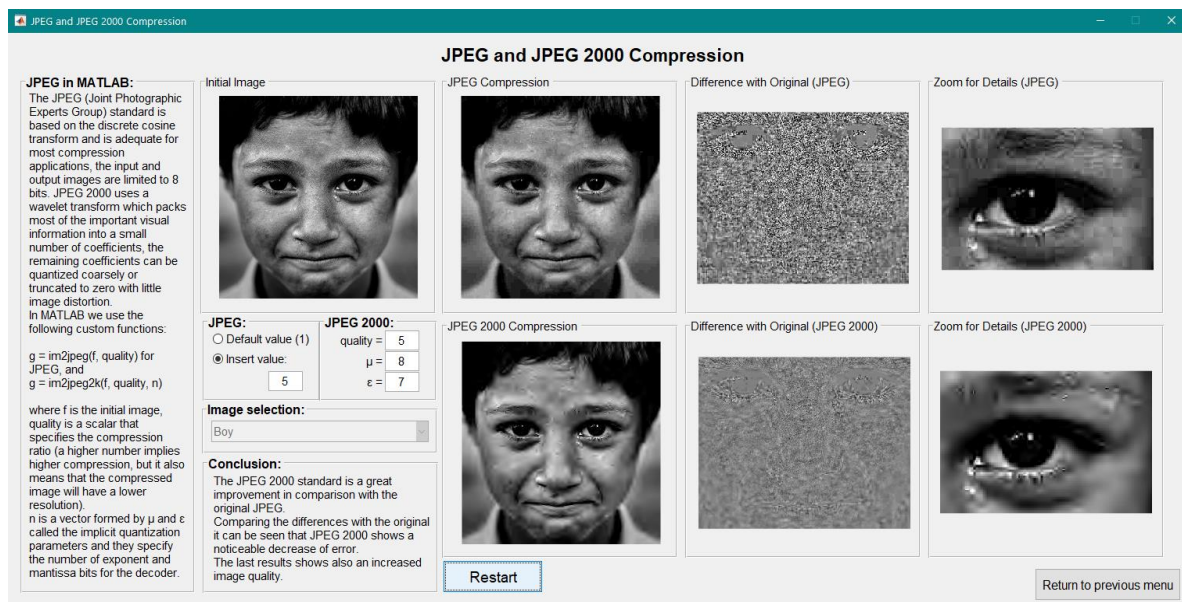 JPEG and JPEG 2000 Compression
JPEG and JPEG 2000 Compression
JPEG in MATLAB:
The JPEG (Joint Photographic
Experts Group) standard is
based on the discrete cosine
transform and is adequate for
most compression
applications, the input and
output images are limited to 8
bits. JPEG 2000 uses a
wavelet transform which packs
most of the important visual
information into a small
number of coefficients, the
remaining coefficients can be
quantized coarsely or
truncated to zero with little
image distortion.
In MATLAB we use the
following custom functions:
g = im2jpeg(f, quality) for
JPEG, and
g = im2jpeg2k(f, quality, n)
where f is the initial image,
quality is a scalar that
specifies the compression
ratio (a higher number implies
higher compression, but it also
means that the compressed
image will have a lower
resolution).
n is a vector formed by μ and ε
called the implicit quantization
parameters and they specify
the number of exponent and
mantissa bits for the decoder.
Initial Image
JPEG Compression
Difference with Original (JPEG)
Zoom for Details (JPEG)
JPEG:
Default value (1)
Insert value:
5
JPEG 2000:
quality = 5
μ = 8
ε = 7
Image selection:
Boy
Conclusion:
The JPEG 2000 standard is a great
improvement in comparison with the
original JPEG.
Comparing the differences with the original
it can be seen that JPEG 2000 shows a
noticeable decrease of error.
The last results shows also an increased
image quality.
JPEG 2000 Compression
Difference with Original (JPEG 2000)
Zoom for Details (JPEG 2000)
Restart
Return to previous menu